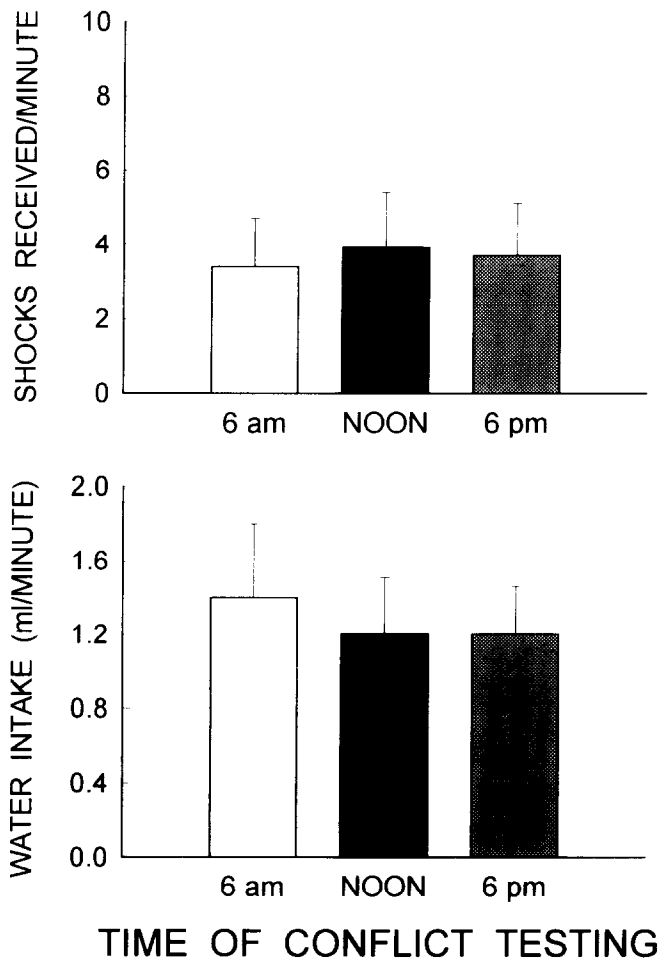 SHOCKS RECEIVED/MINUTE
10
8
6
4
2
0
6 am NOON 6 pm
WATER INTAKE (ml/MINUTE)
2.0
1.6
1.2
0.8
0.4
0.0
6 am NOON 6 pm
TIME OF CONFLICT TESTING